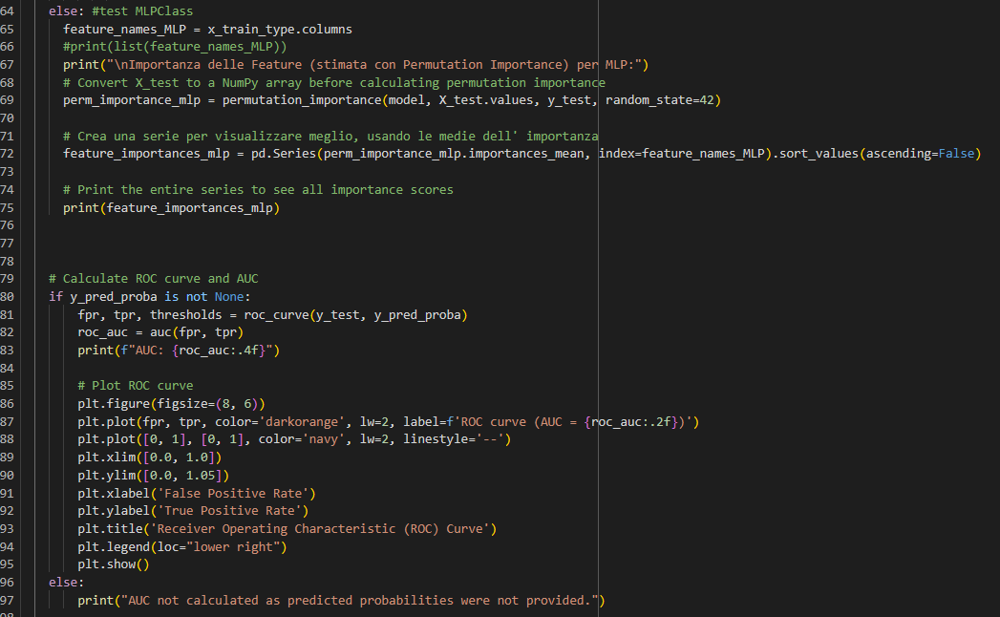 64 else: #test MLPClass
65 feature_names_MLP = x_train_type.columns
66 #print(list(feature_names_MLP))
67 print("\nImportanza delle Feature (stimata con Permutation Importance) per MLP:")
68 # Convert X_test to a NumPy array before calculating permutation importance
69 perm_importance_mlp = permutation_importance(model, X_test.values, y_test, random_state=42)
70
71 # Crea una serie per visualizzare meglio, usando le medie dell' importanza
72 feature_importances_mlp = pd.Series(perm_importance_mlp.importances_mean, index=feature_names_MLP).sort_values(ascending=False)
73
74 # Print the entire series to see all importance scores
75 print(feature_importances_mlp)
76
77
78
79 # Calculate ROC curve and AUC
80 if y_pred_proba is not None:
81 fpr, tpr, thresholds = roc_curve(y_test, y_pred_proba)
82 roc_auc = auc(fpr, tpr)
83 print(f"AUC: {roc_auc:.4f}")
84
85 # Plot ROC curve
86 plt.figure(figsize=(8, 6))
87 plt.plot(fpr, tpr, color='darkorange', lw=2, label=f'ROC curve (AUC = {roc_auc:.2f})')
88 plt.plot([0, 1], [0, 1], color='navy', lw=2, linestyle='--')
89 plt.xlim([0.0, 1.0])
90 plt.ylim([0.0, 1.05])
91 plt.xlabel('False Positive Rate')
92 plt.ylabel('True Positive Rate')
93 plt.title('Receiver Operating Characteristic (ROC) Curve')
94 plt.legend(loc="lower right")
95 plt.show()
96 else:
97 print("AUC not calculated as predicted probabilities were not provided.")